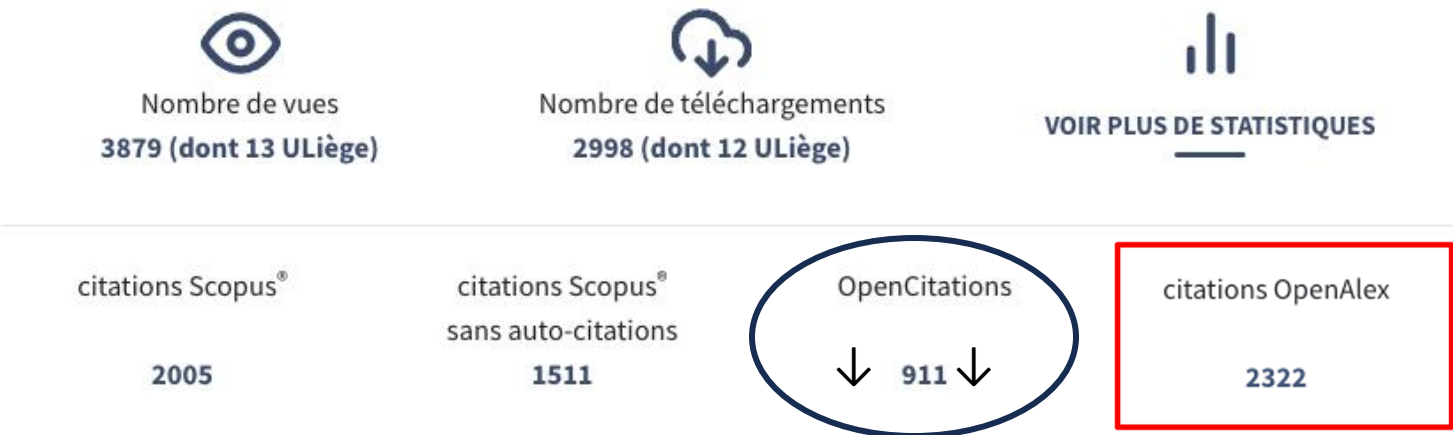 Nombre de vues
3879 (dont 13 ULiège)
Nombre de téléchargements
2998 (dont 12 ULiège)
VOIR PLUS DE STATISTIQUES
citations Scopus®
2005
citations Scopus®
sans auto-citations
1511
OpenCitations
↓ 911 ↓
citations OpenAlex
2322